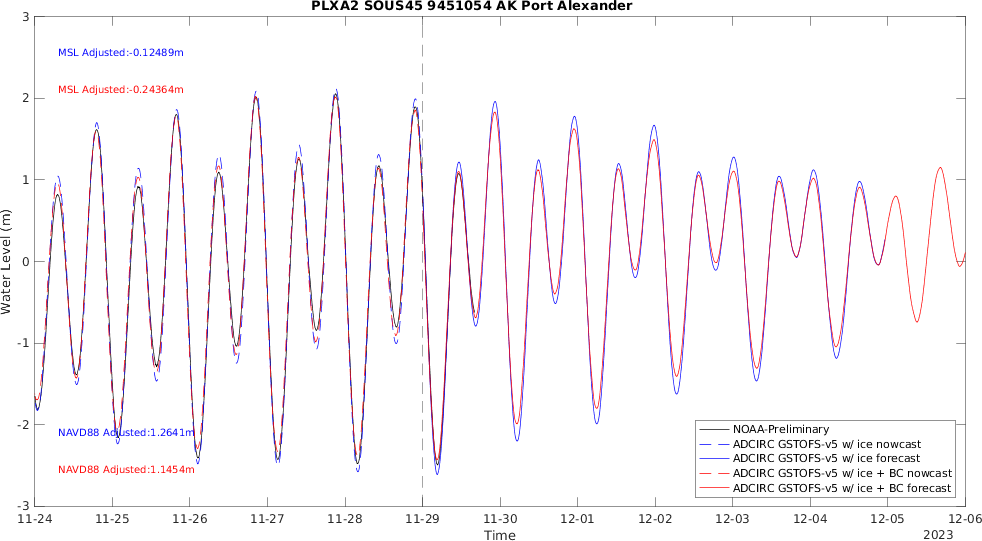 PLXA2 SOUS45 9451054 AK Port Alexander
3
2
1
0
-1
-2
-3
Water Level (m)
MSL Adjusted:-0.12489m
MSL Adjusted:-0.24364m
NAVD88 Adjusted:1.2641m
NAVD88 Adjusted:1.1454m
NOAA-Preliminary
ADCIRC GSTOFS-v5 w/ ice nowcast
ADCIRC GSTOFS-v5 w/ ice forecast
ADCIRC GSTOFS-v5 w/ ice + BC nowcast
ADCIRC GSTOFS-v5 w/ ice + BC forecast
11-24 11-25 11-26 11-27 11-28 11-29 11-30 12-01 12-02 12-03 12-04 12-05 12-06
Time
2023